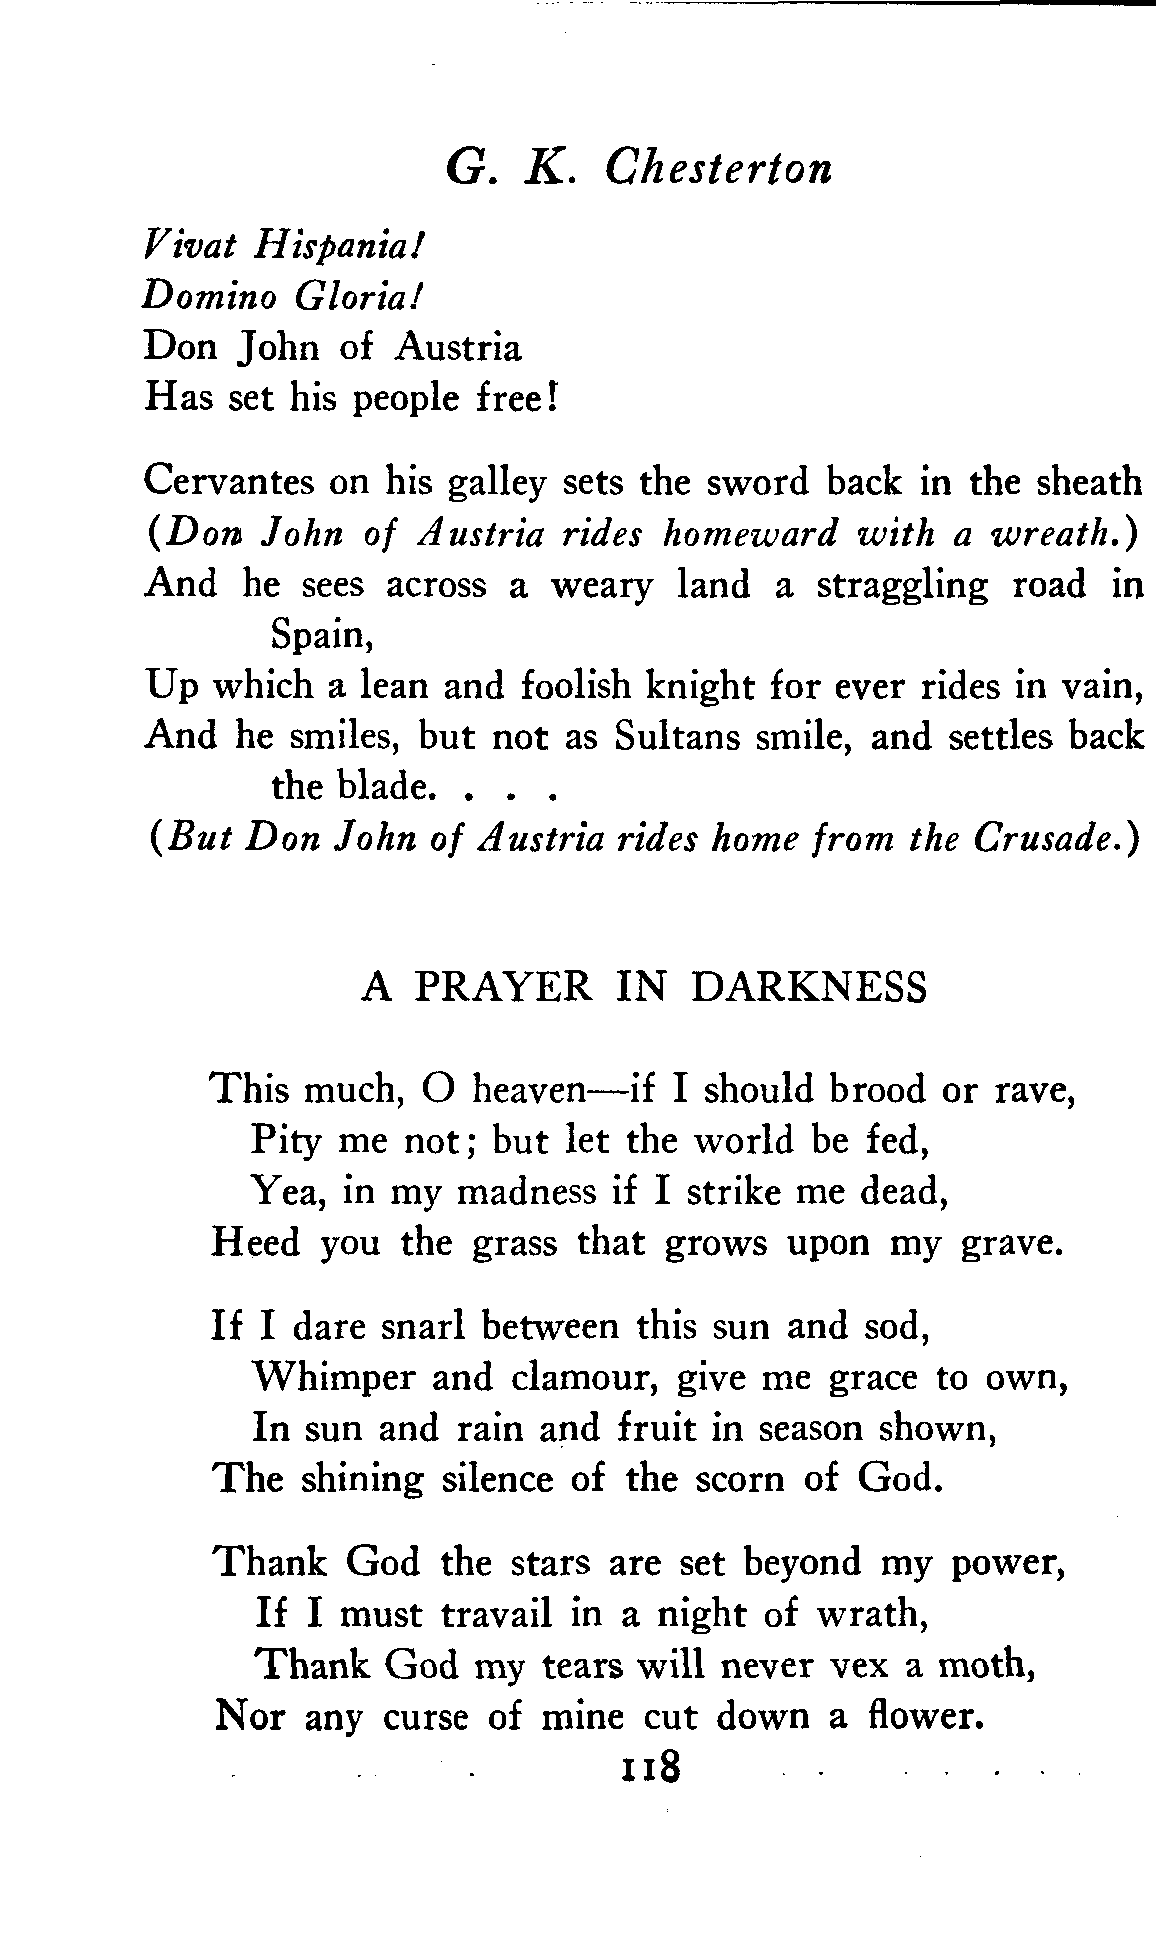 G. K. Chesterton
Vivat Hispania!
Domino Gloria!
Don John of Austria
Has set his people free!
Cervantes on his galley sets the sword back in the sheath
(Don John of Austria rides homeward with a wreath.)
And he sees across a weary land a straggling road in
Spain,
Up which a lean and foolish knight for ever rides in vain,
And he smiles, but not as Sultans smile, and settles back
the blade. . . .
(But Don John of Austria rides home from the Crusade.)
A PRAYER IN DARKNESS
This much, O heaven—if I should brood or rave,
Pity me not; but let the world be fed,
Yea, in my madness if I strike me dead,
Heed you the grass that grows upon my grave.
If I dare snarl between this sun and sod,
Whimper and clamour, give me grace to own,
In sun and rain and fruit in season shown,
The shining silence of the scorn of God.
Thank God the stars are set beyond my power,
If I must travail in a night of wrath,
Thank God my tears will never vex a moth,
Nor any curse of mine cut down a flower.
118